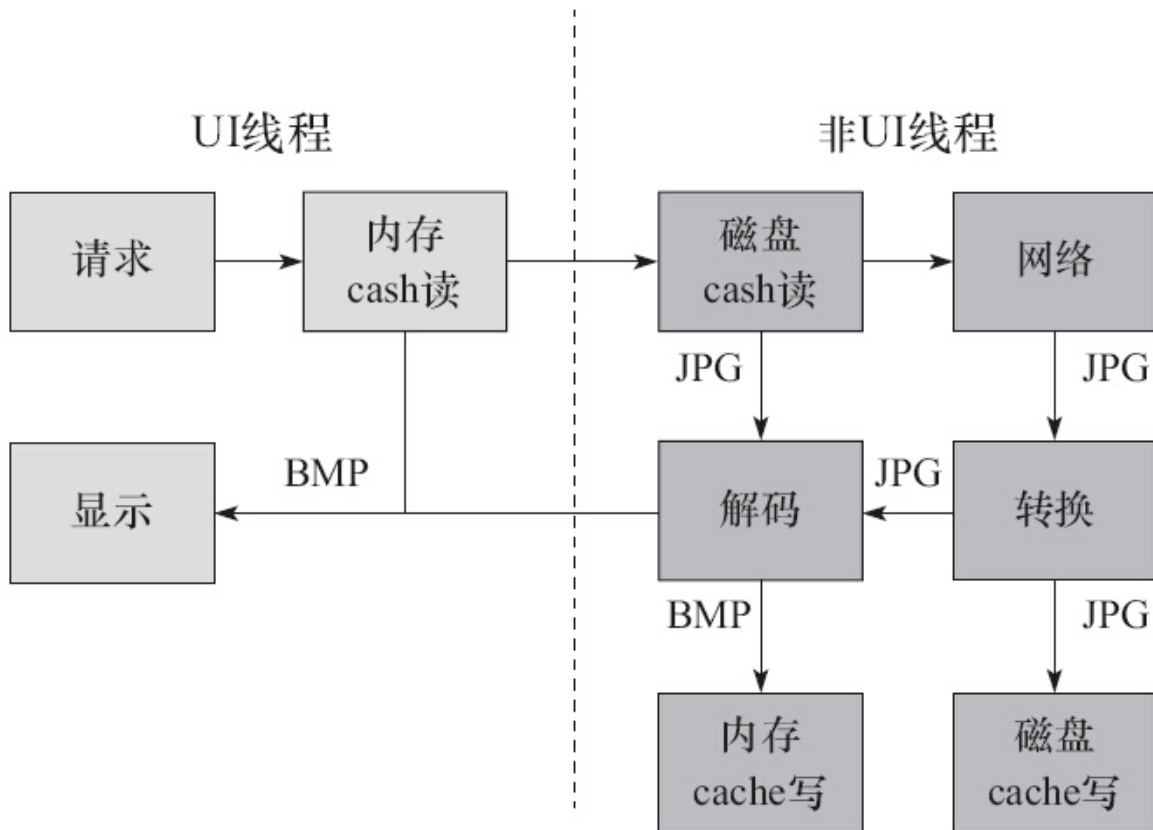 UI线程
非UI线程
请求
内存
cash读
磁盘
cash读
网络
JPG
JPG
显示
BMP
解码
JPG
转换
BMP
JPG
内存
cache写
磁盘
cache写